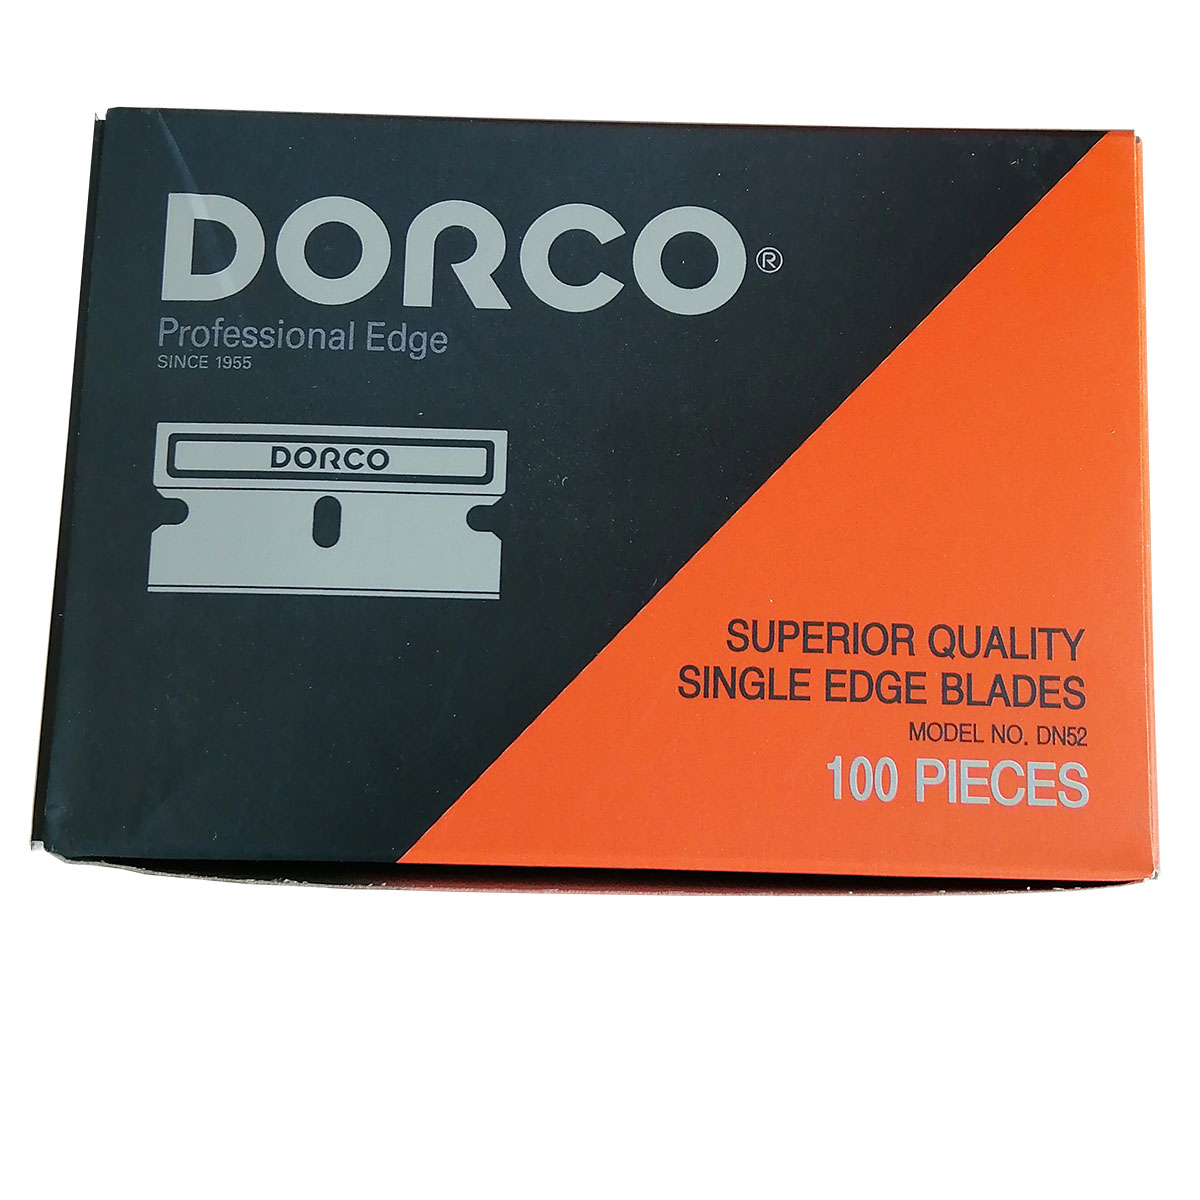 DORCO®
Professional Edge
SINCE 1955
DORCO
SUPERIOR QUALITY
SINGLE EDGE BLADES
MODEL NO. DN52
100 PIECES